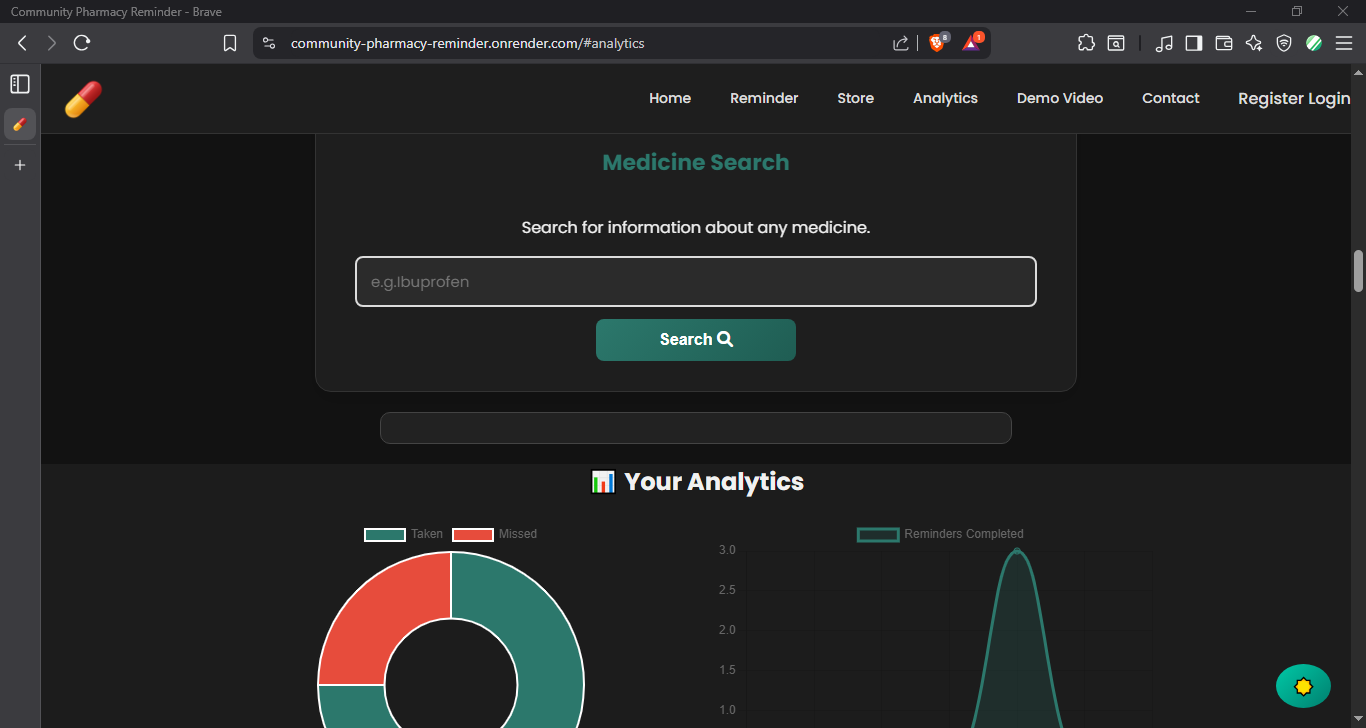 Community Pharmacy Reminder - Brave
community-pharmacy-reminder.onrender.com/#analytics
8
1
Home
Reminder
Store
Analytics
Demo Video
Contact
Register Login
Medicine Search
Search for information about any medicine.
e.g.Ibuprofen
Search
Your Analytics
Taken
Missed
Reminders Completed
3.0
2.5
2.0
1.5
1.0